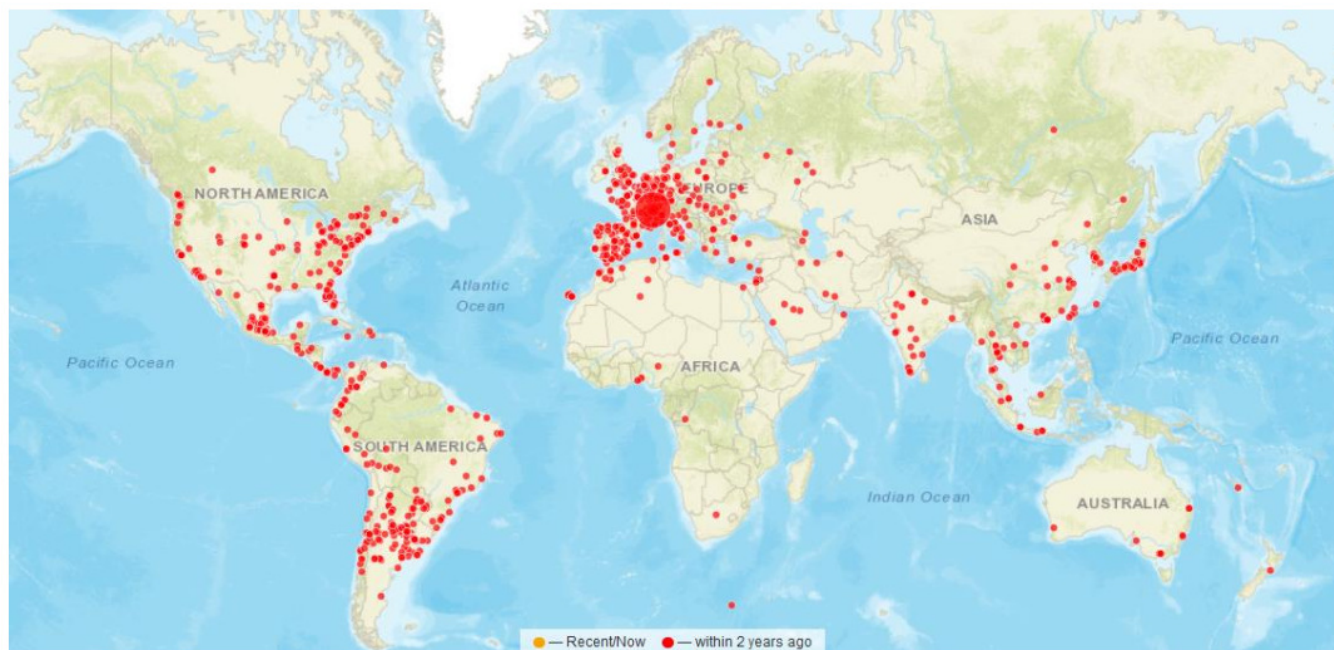 NORTH AMERICA
EUROPE
ASIA
Atlantic
Ocean
Pacific Ocean
Pacific Ocean
AFRICA
SOUTH AMERICA
Indian Ocean
AUSTRALIA
— Recent/Now — within 2 years ago